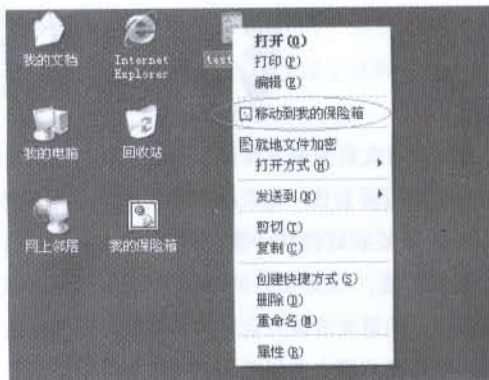 我的文档
Internet Explorer
test
我的电脑
回收站
网上邻居
我的保险箱
打开(O)
打印(P)
编辑(E)
移动到我的保险箱
就地文件加密
打开方式(H)
发送到(N)
剪切(T)
复制(C)
创建快捷方式(S)
删除(D)
重命名(M)
属性(R)